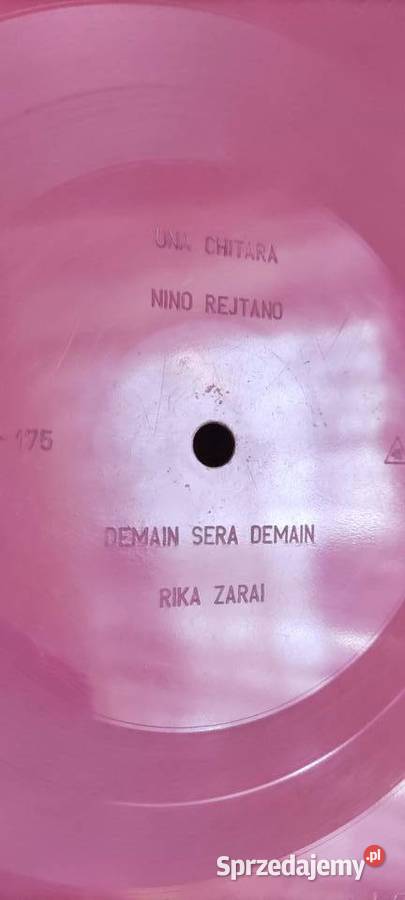 UNA CHITARA
NINO REJTANO
175
DEMAIN SERA DEMAIN
RIKA ZARAI
Sprzedajemy.pl